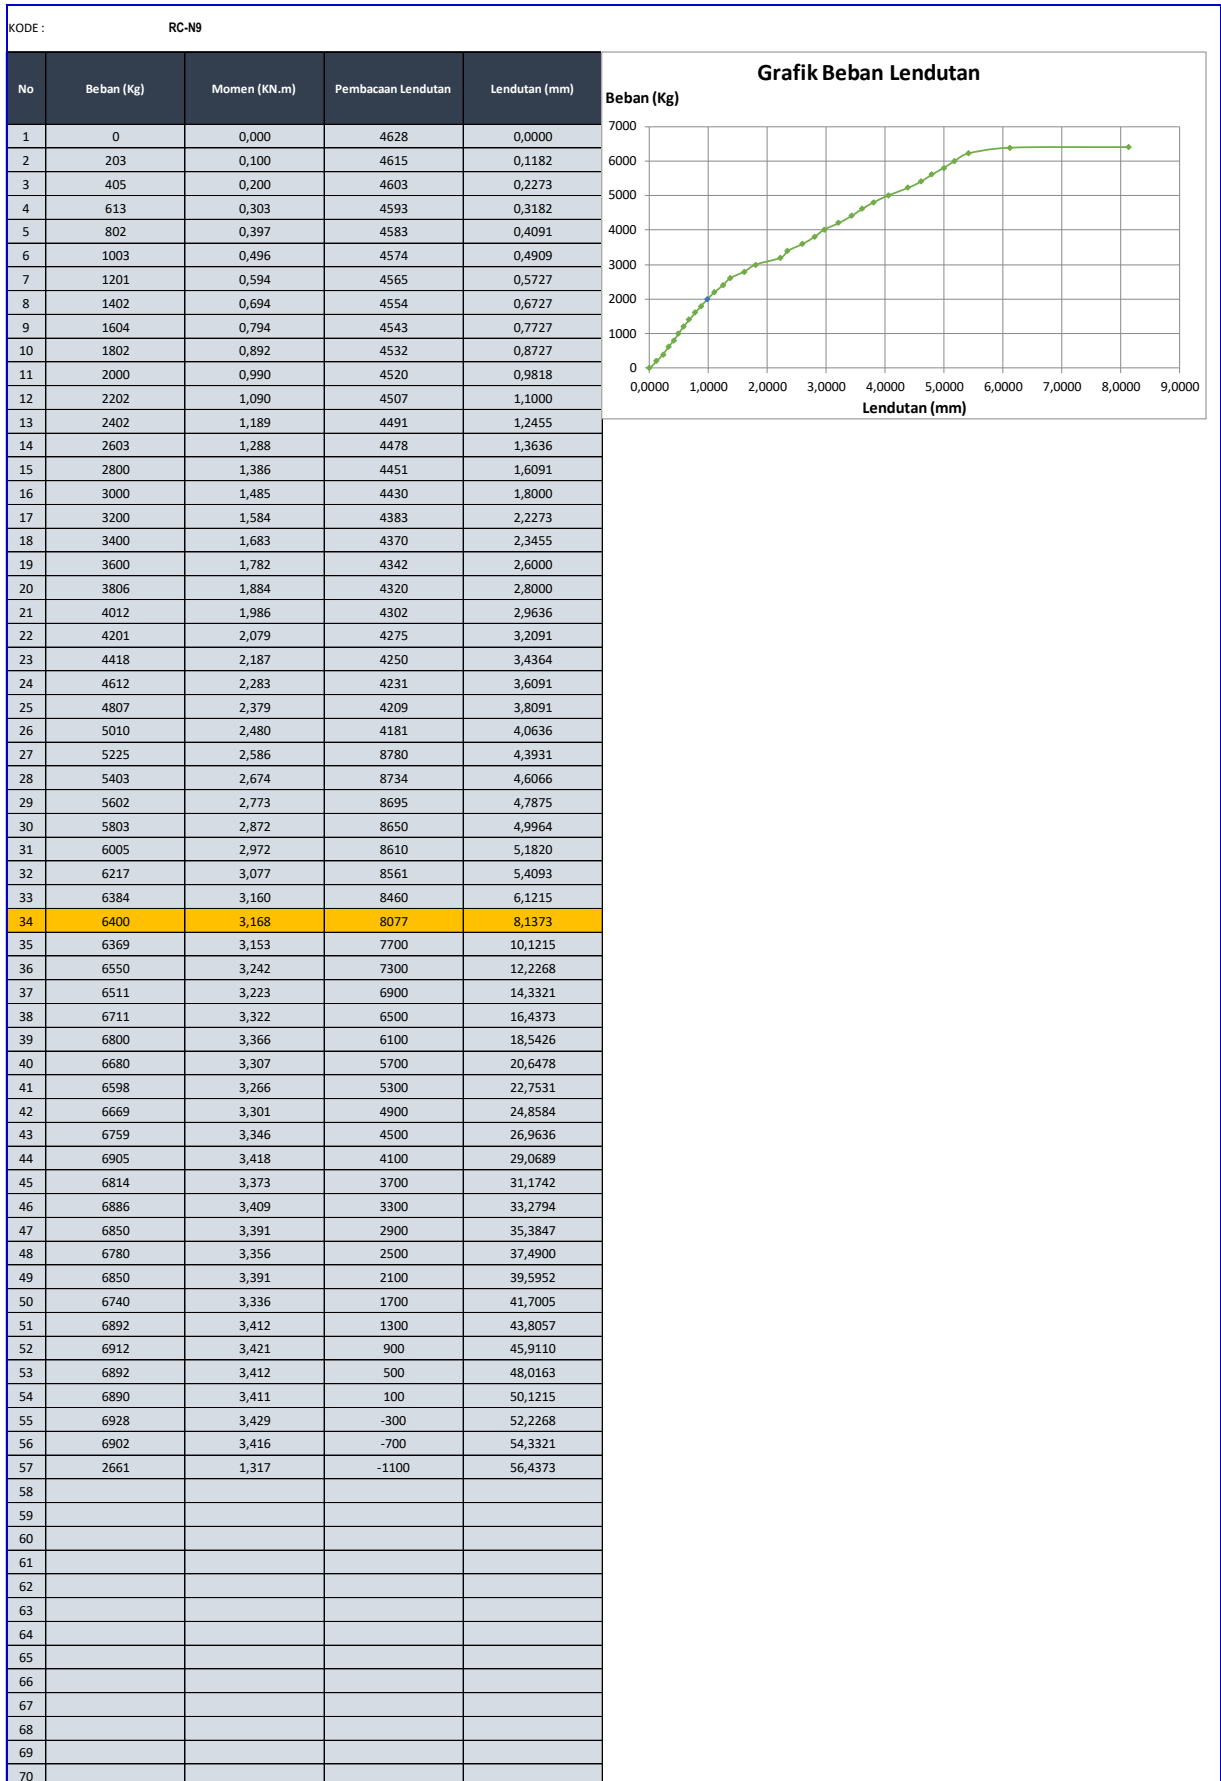 KODE : RC-N9
No Beban (Kg) Momen (KN.m) Pembacaan Lendutan Lendutan (mm)
1 0 0,000 4628 0,0000
2 203 0,100 4615 0,1182
3 405 0,200 4603 0,2273
4 613 0,303 4593 0,3182
5 802 0,397 4583 0,4091
6 1003 0,496 4574 0,4909
7 1201 0,594 4565 0,5727
8 1402 0,694 4554 0,6727
9 1604 0,794 4543 0,7727
10 1802 0,892 4532 0,8727
11 2000 0,990 4520 0,9818
12 2202 1,090 4507 1,1000
13 2402 1,189 4491 1,2455
14 2603 1,288 4478 1,3636
15 2800 1,386 4451 1,6091
16 3000 1,485 4430 1,8000
17 3200 1,584 4383 2,2273
18 3400 1,683 4370 2,3455
19 3600 1,782 4342 2,6000
20 3806 1,884 4320 2,8000
21 4012 1,986 4302 2,9636
22 4201 2,079 4275 3,2091
23 4418 2,187 4250 3,4364
24 4612 2,283 4231 3,6091
25 4807 2,379 4209 3,8091
26 5010 2,480 4181 4,0636
27 5225 2,586 8780 4,3931
28 5403 2,674 8734 4,6066
29 5602 2,773 8695 4,7875
30 5803 2,872 8650 4,9964
31 6005 2,972 8610 5,1820
32 6217 3,077 8561 5,4093
33 6384 3,160 8460 6,1215
34 6400 3,168 8077 8,1373
35 6369 3,153 7700 10,1215
36 6550 3,242 7300 12,2268
37 6511 3,223 6900 14,3321
38 6711 3,322 6500 16,4373
39 6800 3,366 6100 18,5426
40 6680 3,307 5700 20,6478
41 6598 3,266 5300 22,7531
42 6669 3,301 4900 24,8584
43 6759 3,346 4500 26,9636
44 6905 3,418 4100 29,0689
45 6814 3,373 3700 31,1742
46 6886 3,409 3300 33,2794
47 6850 3,391 2900 35,3847
48 6780 3,356 2500 37,4900
49 6850 3,391 2100 39,5952
50 6740 3,336 1700 41,7005
51 6892 3,412 1300 43,8057
52 6912 3,421 900 45,9110
53 6892 3,412 500 48,0163
54 6890 3,411 100 50,1215
55 6928 3,429 -300 52,2268
56 6902 3,416 -700 54,3321
57 2661 1,317 -1100 56,4373
58
59
60
61
62
63
64
65
66
67
68
69
70
Grafik Beban Lendutan
Beban (Kg)
7000
6000
5000
4000
3000
2000
1000
0
0,0000 1,0000 2,0000 3,0000 4,0000 5,0000 6,0000 7,0000 8,0000 9,0000
Lendutan (mm)